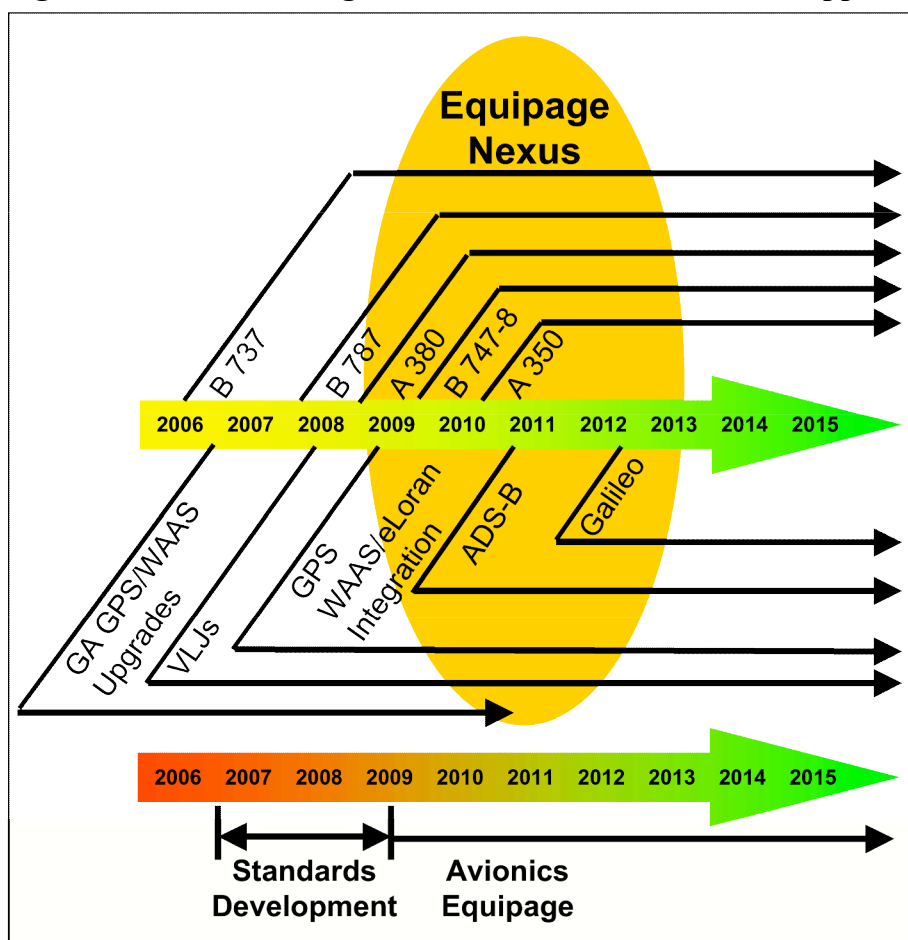 Equipage
Nexus
B 737
B 787
A 380
B 747-8
A 350
2006 2007 2008 2009 2010 2011 2012 2013 2014 2015
GA GPS/WAAS
Upgrades
VLJs
GPS
WAAS/eLoran
Integration
ADS-B
Galileo
2006 2007 2008 2009 2010 2011 2012 2013 2014 2015
Standards
Development
Avionics
Equipage